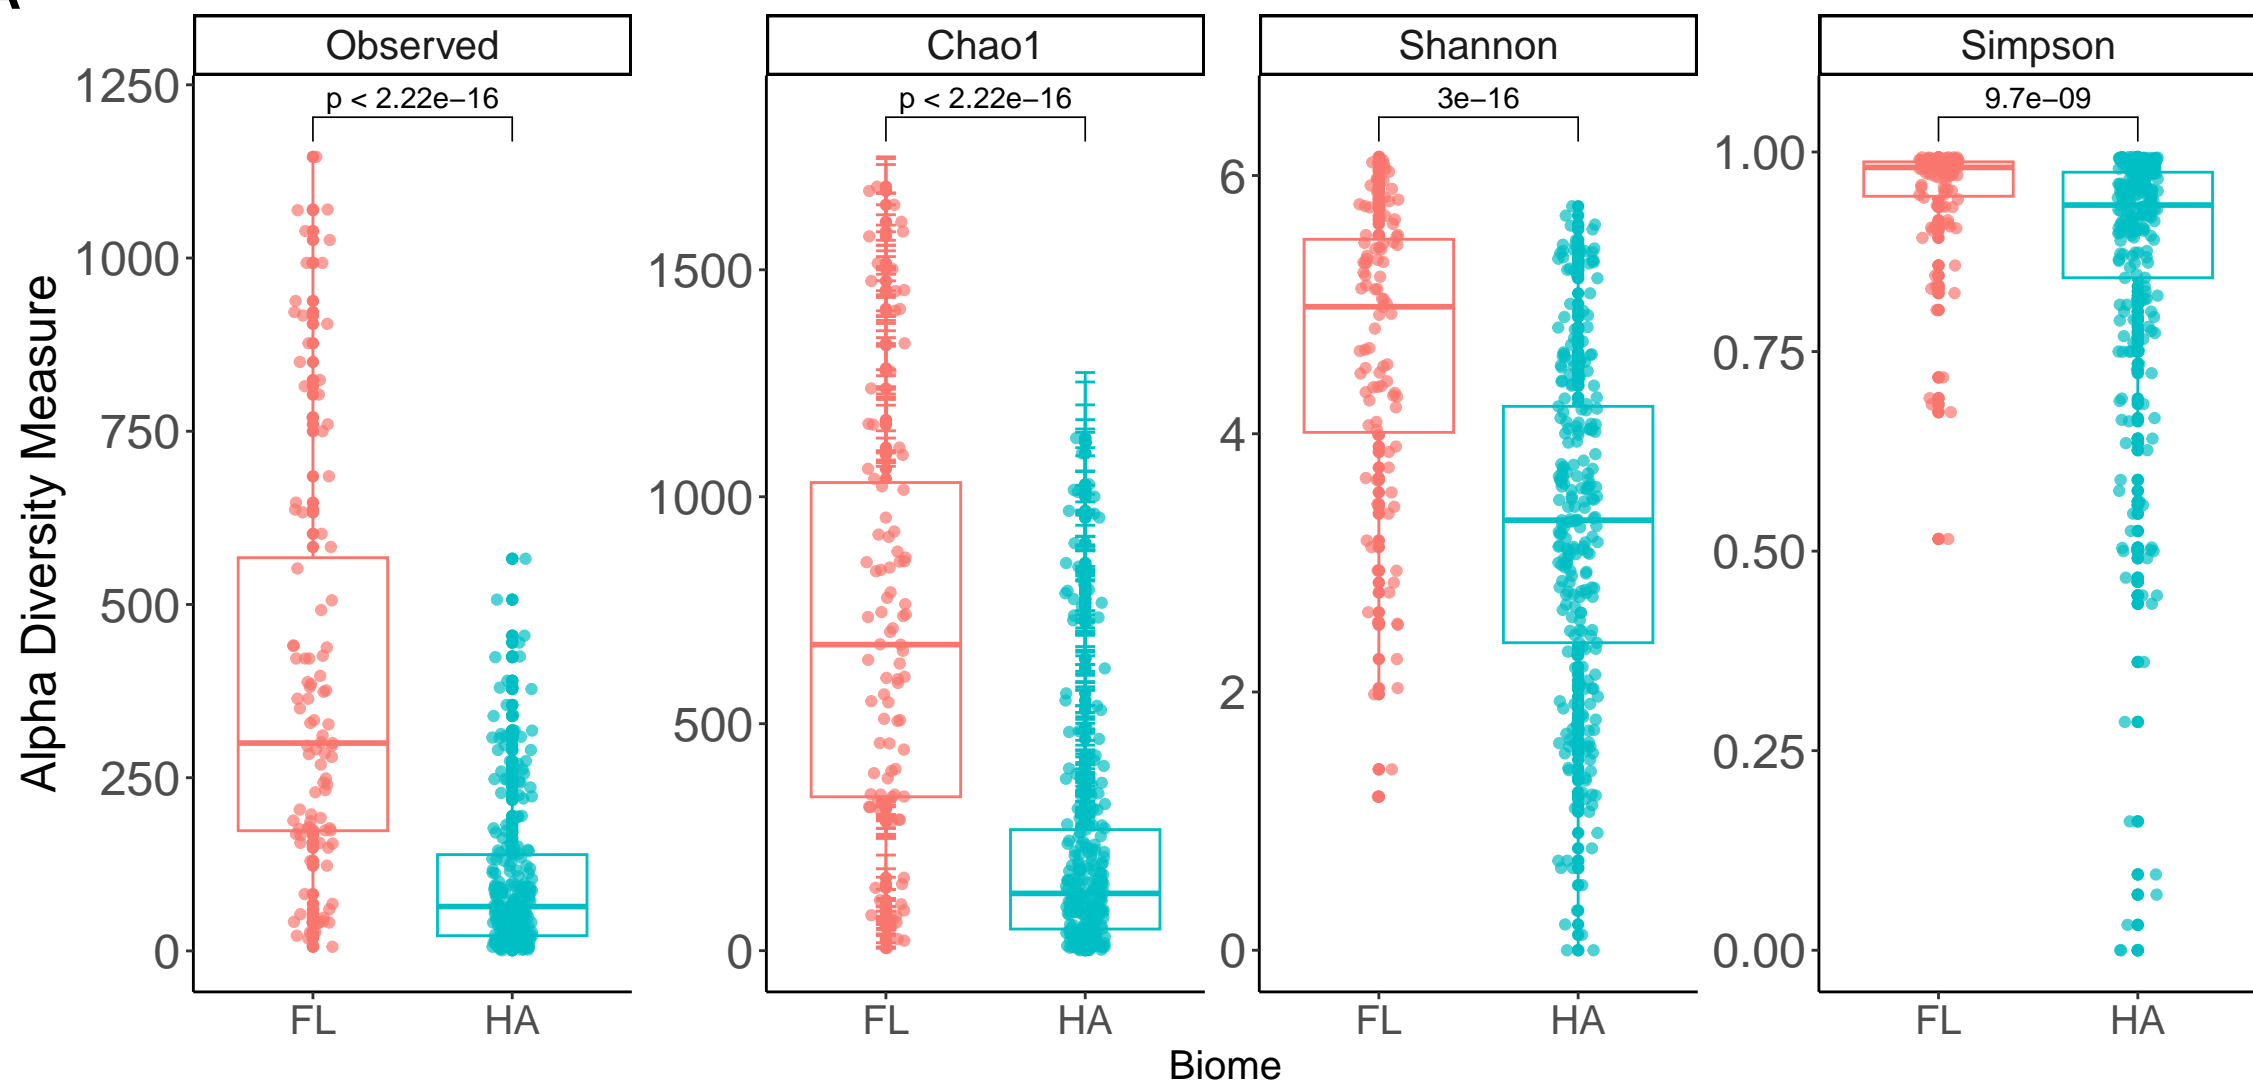 Observed
Chao1
Shannon
Simpson
p < 2.22e−16
p < 2.22e−16
3e−16
9.7e−09
Alpha Diversity Measure
1250
1000
750
500
250
0
1500
1000
500
0
6
4
2
0
1.00
0.75
0.50
0.25
0.00
FL
HA
FL
HA
FL
HA
FL
HA
Biome